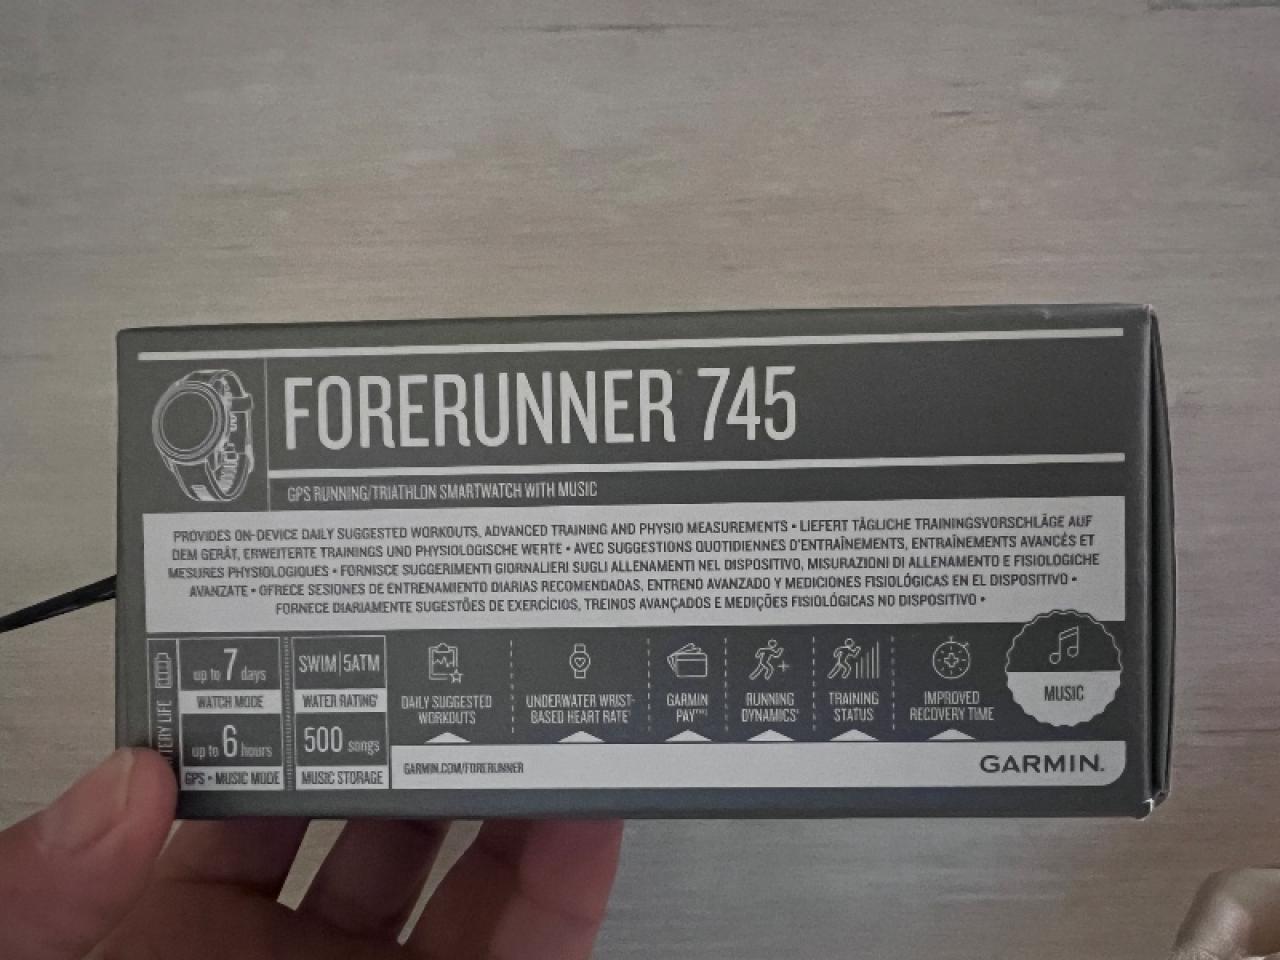 FORERUNNER® 745
GPS RUNNING/TRIATHLON SMARTWATCH WITH MUSIC
PROVIDES ON-DEVICE DAILY SUGGESTED WORKOUTS, ADVANCED TRAINING AND PHYSIO MEASUREMENTS • LIEFERT TÄGLICHE TRAININGSVORSCHLÄGE AUF
DEM GERÄT, ERWEITERTE TRAININGS UND PHYSIOLOGISCHE WERTE • AVEC SUGGESTIONS QUOTIDIENNES D'ENTRAÎNEMENTS, ENTRAÎNEMENTS AVANCÉS ET
MESURES PHYSIOLOGIQUES • FORNISCE SUGGERIMENTI GIORNALIERI SUGLI ALLENAMENTI NEL DISPOSITIVO, MISURAZIONI DI ALLENAMENTO E FISIOLOGICHE
AVANZATE • OFRECE SESIONES DE ENTRENAMIENTO DIARIAS RECOMENDADAS, ENTRENO AVANZADO Y MEDICIONES FISIOLÓGICAS EN EL DISPOSITIVO •
FORNECE DIARIAMENTE SUGESTÕES DE EXERCÍCIOS, TREINOS AVANÇADOS E MEDIÇÕES FISIOLÓGICAS NO DISPOSITIVO •
up to 7 days
WATCH MODE
up to 6 hours
GPS + MUSIC MODE
SWIM|5ATM
WATER RATING
500 songs
MUSIC STORAGE
DAILY SUGGESTED
WORKOUTS
UNDERWATER WRIST-
BASED HEART RATE
GARMIN
PAY
RUNNING
DYNAMICS
TRAINING
STATUS
IMPROVED
RECOVERY TIME
MUSIC
GARMIN.COM/FORERUNNER
GARMIN.